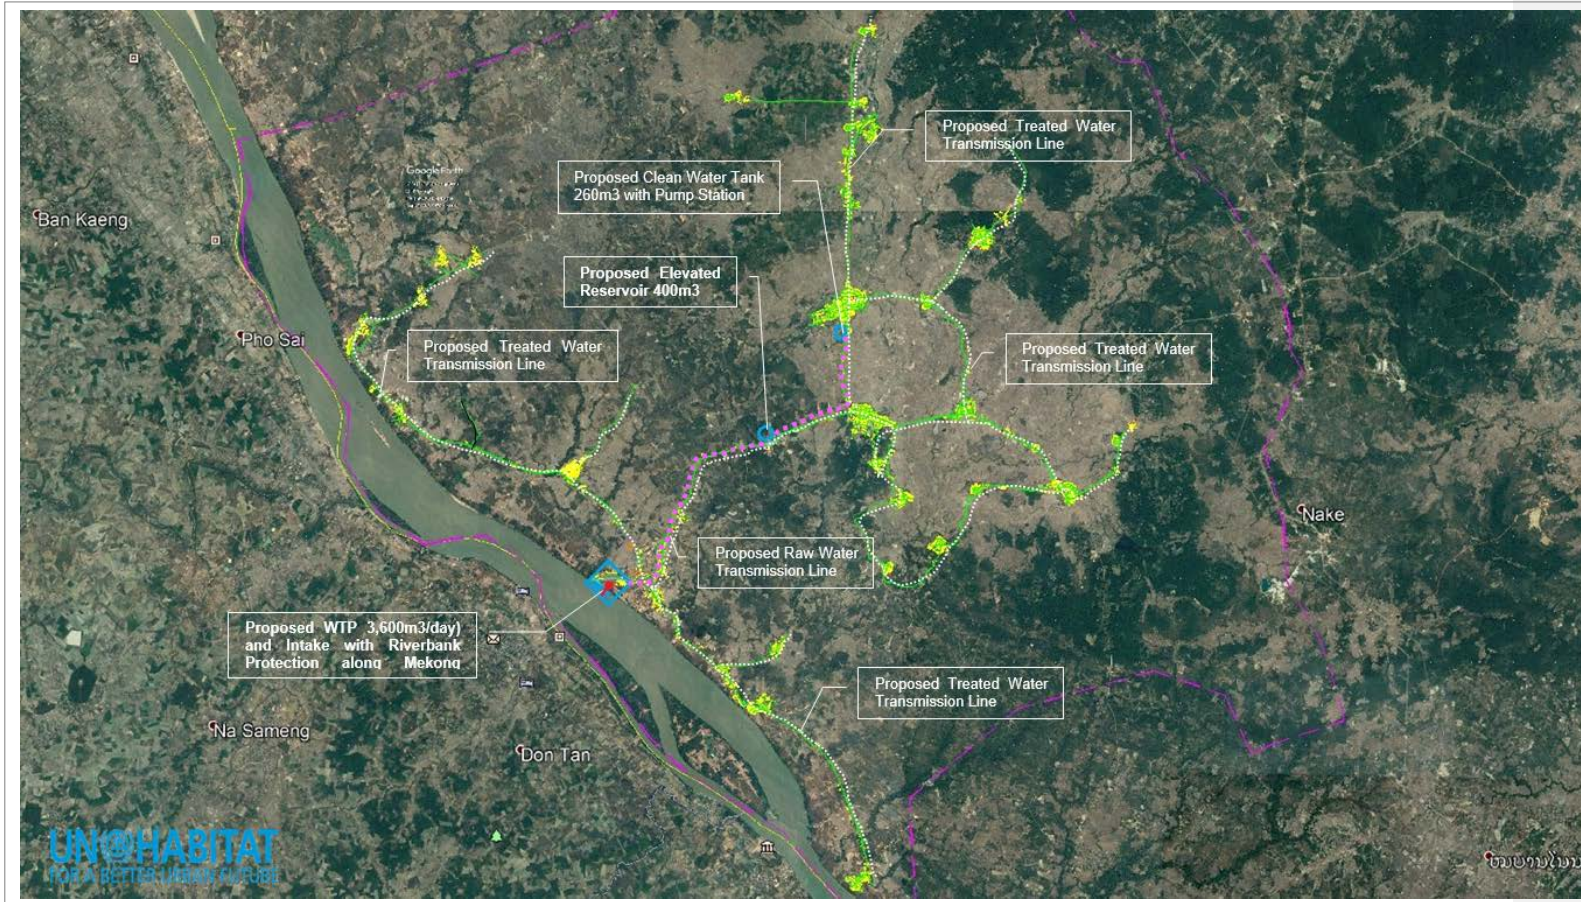 Proposed Treated Water
Transmission Line
Proposed Clean Water Tank
260m3 with Pump Station
Google Earth
Ban Kaeng
Proposed Elevated
Reservoir 400m3
Pho Sai
Proposed Treated Water
Transmission Line
Proposed Treated Water
Transmission Line
Nake
Proposed Raw Water
Transmission Line
Proposed WTP 3,600m3/day)
and Intake with Riverbank
Protection along Mekong
Proposed Treated Water
Transmission Line
Na Sameng
Don Tan
UN HABITAT
FOR A BETTER URBAN FUTURE